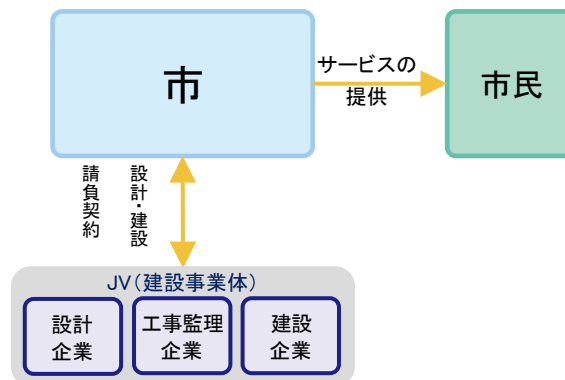 市
サービスの
提供
市民
設計・建設
請負契約
JV(建設事業体)
設計
企業
工事監理
企業
建設
企業